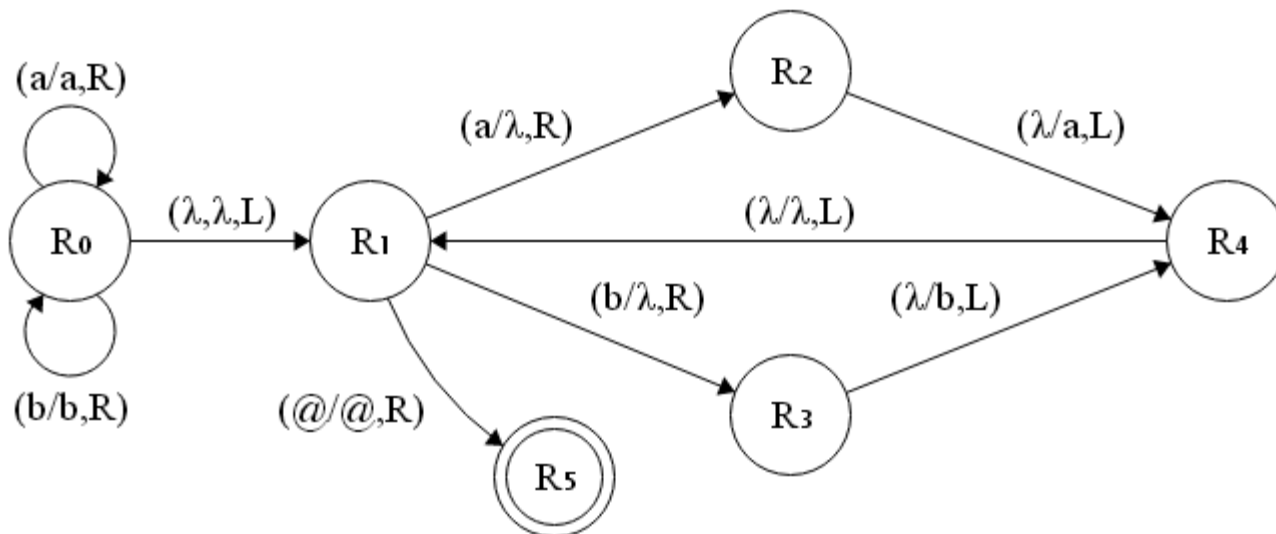 (a/a,R)
R₀
(b/b,R)
(λ,λ,L)
R₁
(a/λ,R)
R₂
(λ/a,L)
(λ/λ,L)
R₄
(b/λ,R)
R₃
(λ/b,L)
(@/@,R)
R₅